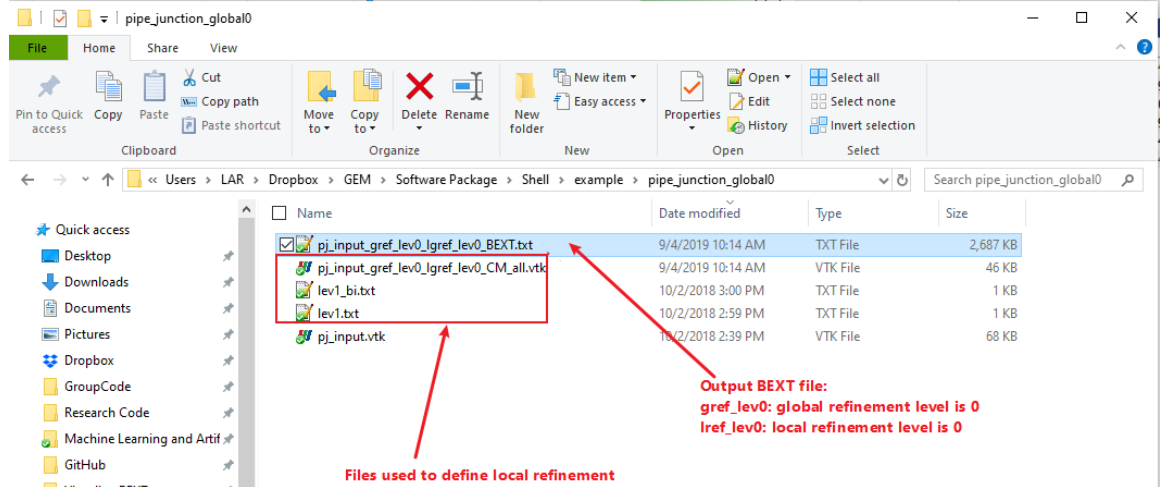 pipe_junction_global0
File Home Share View
Pin to Quick access
Copy
Paste
Cut
Copy path
Paste shortcut
Clipboard
Move to
Copy to
Delete
Rename
Organize
New folder
New item
Easy access
New
Properties
Open
Edit
History
Open
Select all
Select none
Invert selection
Select
« Users > LAR > Dropbox > GEM > Software Package > Shell > example > pipe_junction_global0
Search pipe_junction_global0
Quick access
Desktop
Downloads
Documents
Pictures
Dropbox
GroupCode
Research Code
Machine Learning and Artif
GitHub
Name Date modified Type Size
pj_input_gref_lev0_lgref_lev0_BEXT.txt 9/4/2019 10:14 AM TXT File 2,687 KB
pj_input_gref_lev0_lgref_lev0_CM_all.vtk 9/4/2019 10:14 AM VTK File 46 KB
lev1_bi.txt 10/2/2018 3:00 PM TXT File 1 KB
lev1.txt 10/2/2018 2:59 PM TXT File 1 KB
pj_input.vtk 10/2/2018 2:39 PM VTK File 68 KB
Output BEXT file:
gref_lev0: global refinement level is 0
lref_lev0: local refinement level is 0
Files used to define local refinement